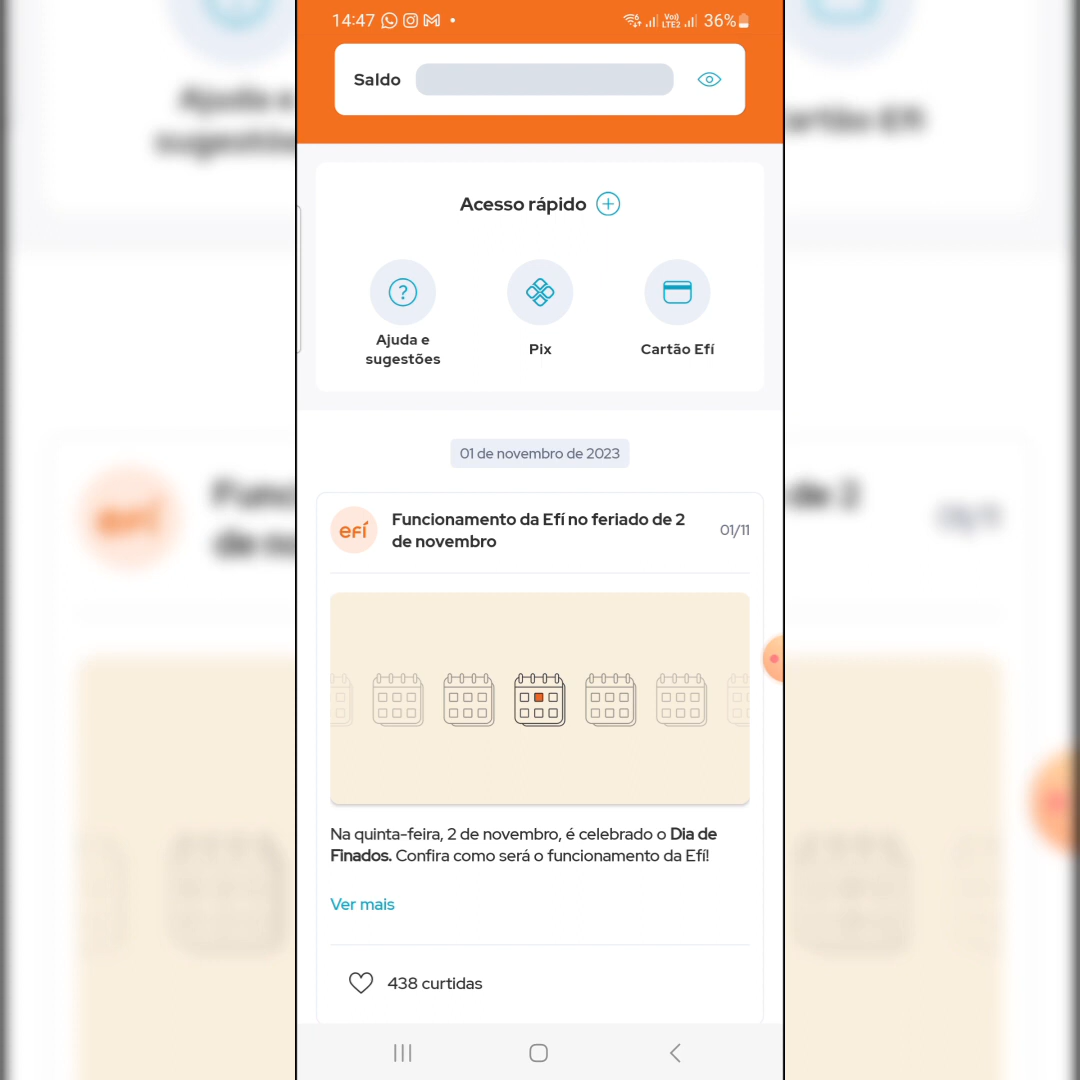 14:47
Vo))
LTE2
36%
Saldo
Acesso rápido
?
Ajuda e
sugestões
Pix
Cartão Efí
01 de novembro de 2023
efí
Funcionamento da Efí no feriado de 2
de novembro
01/11
Na quinta-feira, 2 de novembro, é celebrado o Dia de
Finados. Confira como será o funcionamento da Efí!
Ver mais
438 curtidas